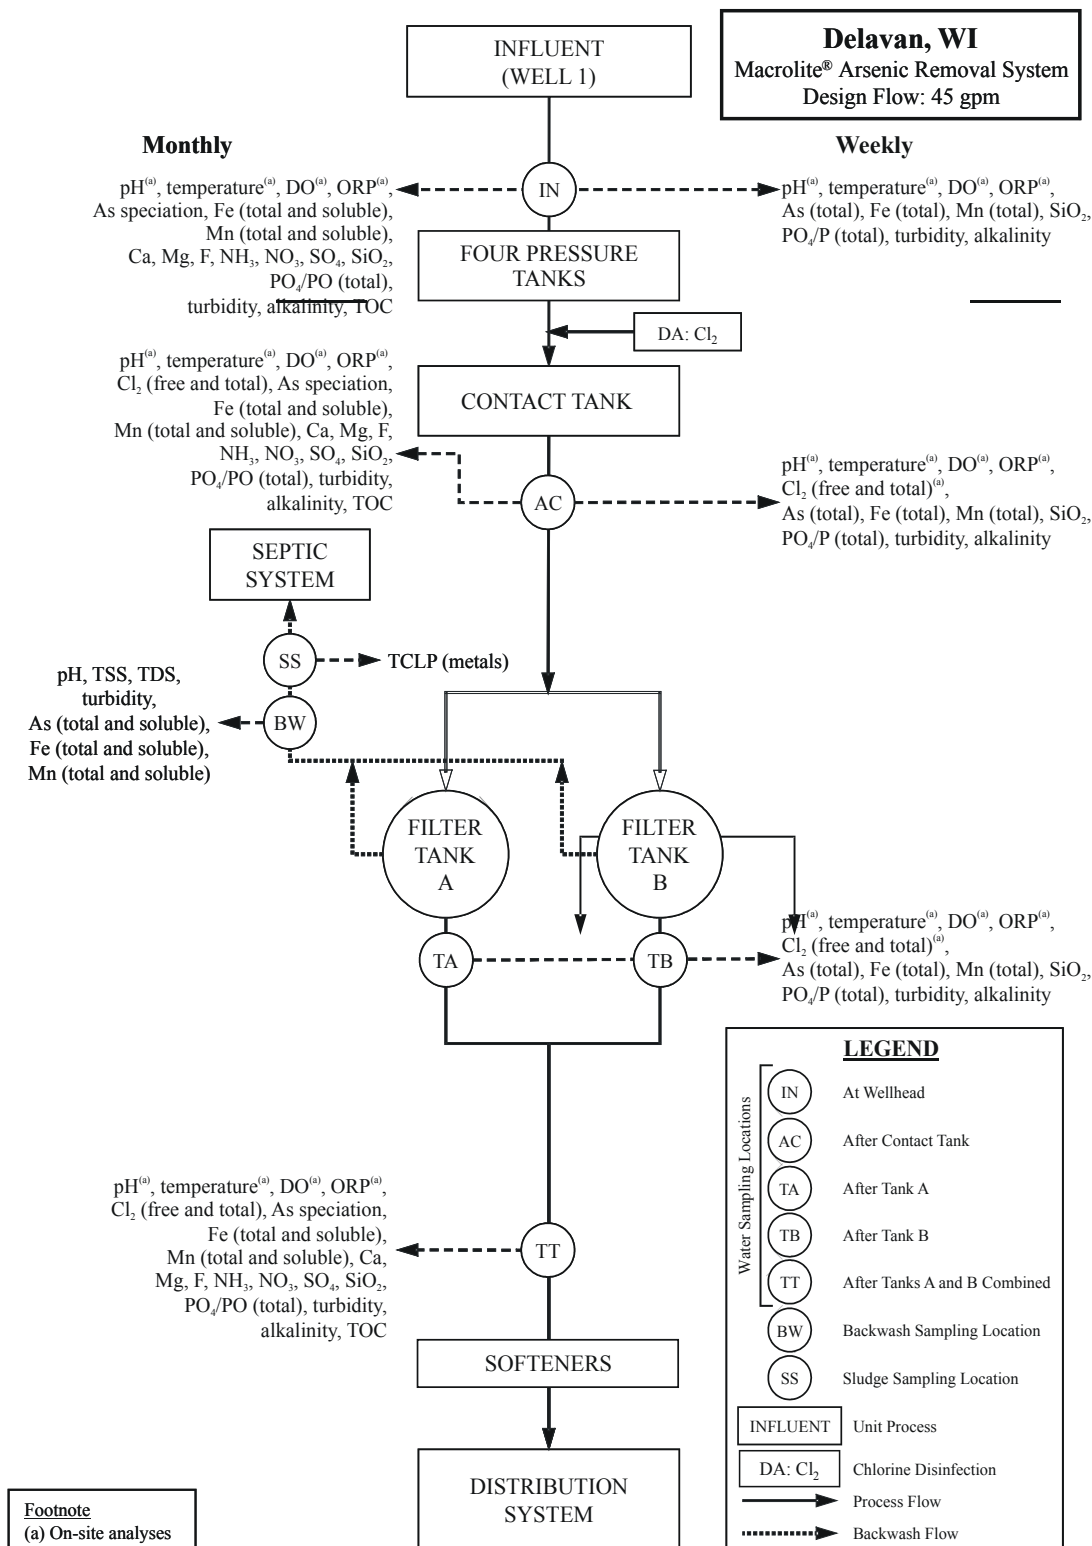 INFLUENT
(WELL 1)
Delavan, WI
Macrolite® Arsenic Removal System
Design Flow: 45 gpm
Monthly
Weekly
pH(a), temperature(a), DO(a), ORP(a),
As speciation, Fe (total and soluble),
Mn (total and soluble),
Ca, Mg, F, NH3, NO3, SO4, SiO2,
PO4/PO (total),
turbidity, alkalinity, TOC
IN
pH(a), temperature(a), DO(a), ORP(a),
As (total), Fe (total), Mn (total), SiO2,
PO4/P (total), turbidity, alkalinity
FOUR PRESSURE
TANKS
DA: Cl2
pH(a), temperature(a), DO(a), ORP(a),
Cl2 (free and total), As speciation,
Fe (total and soluble),
Mn (total and soluble), Ca, Mg, F,
NH3, NO3, SO4, SiO2,
PO4/PO (total), turbidity,
alkalinity, TOC
CONTACT TANK
AC
pH(a), temperature(a), DO(a), ORP(a),
Cl2 (free and total)(a),
As (total), Fe (total), Mn (total), SiO2,
PO4/P (total), turbidity, alkalinity
SEPTIC
SYSTEM
SS
TCLP (metals)
pH, TSS, TDS,
turbidity,
As (total and soluble),
Fe (total and soluble),
Mn (total and soluble)
BW
FILTER
TANK
A
FILTER
TANK
B
TA
TB
pH(a), temperature(a), DO(a), ORP(a),
Cl2 (free and total)(a),
As (total), Fe (total), Mn (total), SiO2,
PO4/P (total), turbidity, alkalinity
pH(a), temperature(a), DO(a), ORP(a),
Cl2 (free and total), As speciation,
Fe (total and soluble),
Mn (total and soluble), Ca,
Mg, F, NH3, NO3, SO4, SiO2,
PO4/PO (total), turbidity,
alkalinity, TOC
TT
SOFTENERS
DISTRIBUTION
SYSTEM
LEGEND
Water Sampling Locations
IN At Wellhead
AC After Contact Tank
TA After Tank A
TB After Tank B
TT After Tanks A and B Combined
BW Backwash Sampling Location
SS Sludge Sampling Location
INFLUENT Unit Process
DA: Cl2 Chlorine Disinfection
Process Flow
Backwash Flow
Footnote
(a) On-site analyses